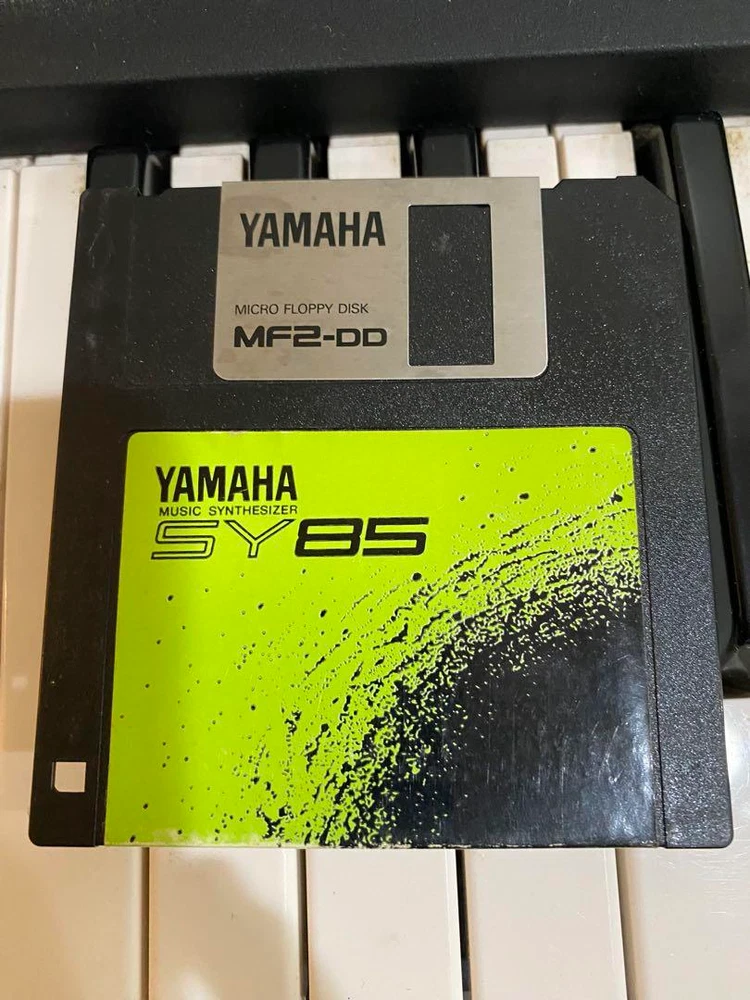 YAMAHA
MICRO FLOPPY DISK
MF2-DD
YAMAHA
MUSIC SYNTHESIZER
SY85